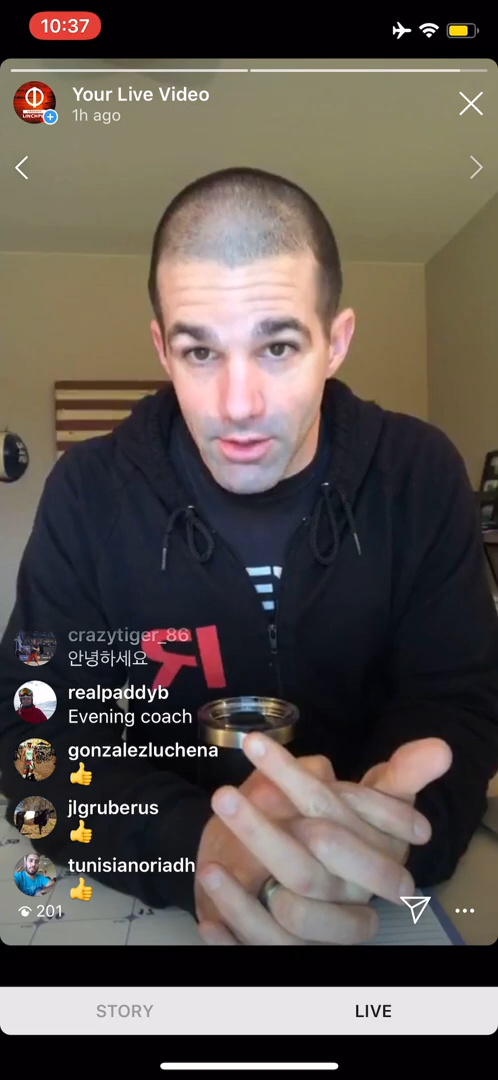 10:37
Your Live Video
1h ago
LINCHPIN
crazytiger_86
안녕하세요
realpaddyb
Evening coach
gonzalezluchena
👍
jlgruberus
👍
tunisianoriadh
👍
201
STORY
LIVE